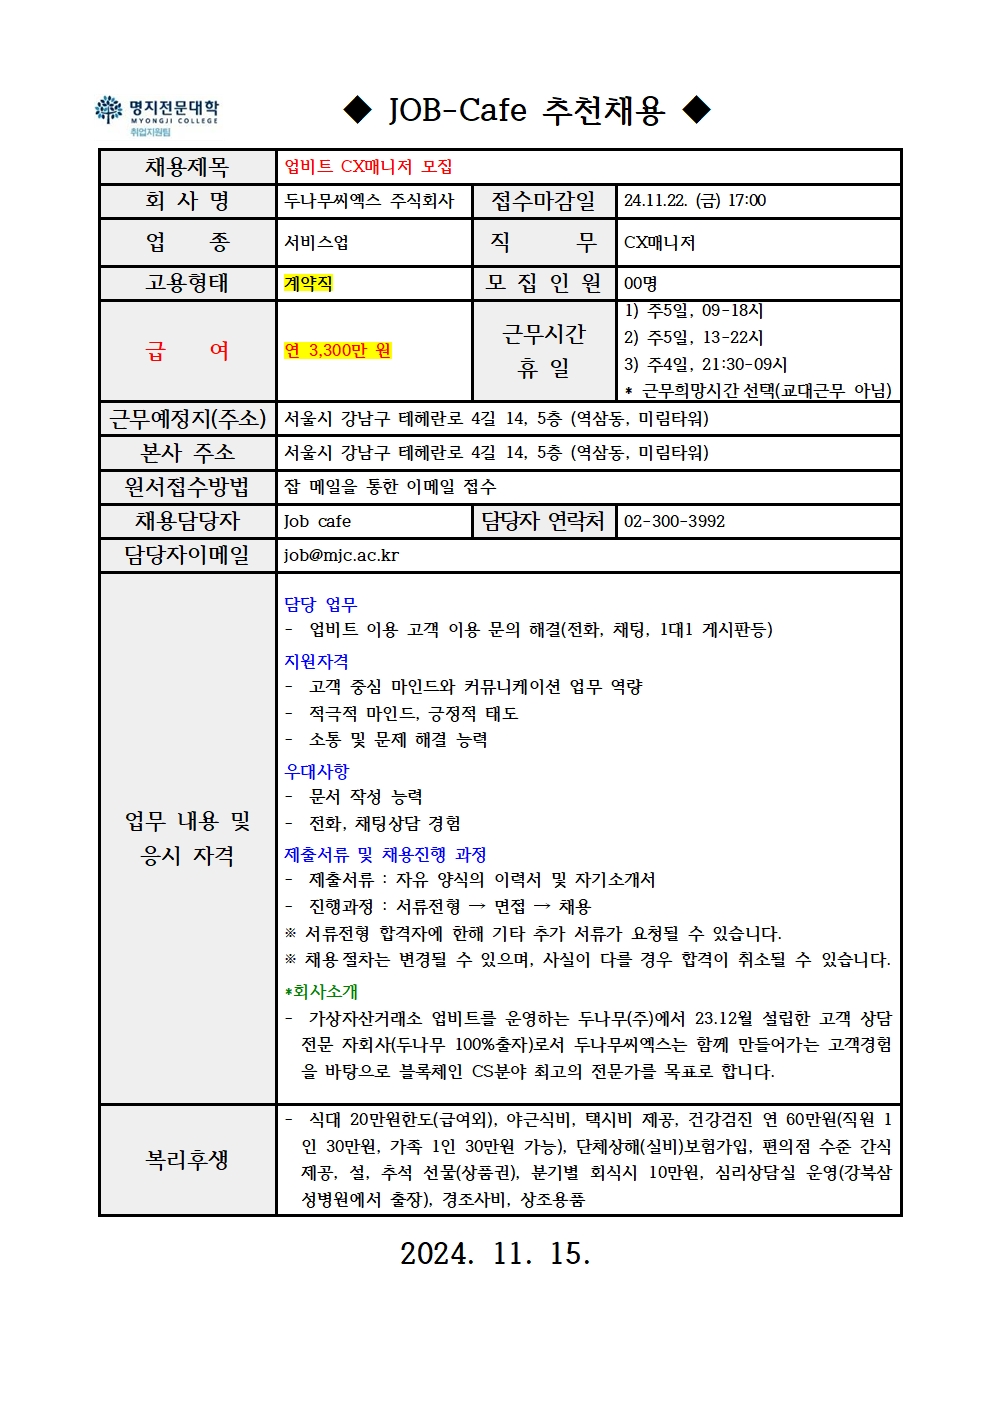 명지전문대학
MYONGJI COLLEGE
취업지원팀
◆ JOB-Cafe 추천채용 ◆
채용제목 업비트 CX매니저 모집
회 사 명 두나무씨엑스 주식회사 접수마감일 24.11.22. (금) 17:00
업 종 서비스업 직 무 CX매니저
고용형태 계약직 모 집 인 원 00명
급 여 연 3,300만 원 근무시간
휴 일
1) 주5일, 09-18시
2) 주5일, 13-22시
3) 주4일, 21:30-09시
* 근무희망시간 선택(교대근무 아님)
근무예정지(주소) 서울시 강남구 테헤란로 4길 14, 5층 (역삼동, 미림타워)
본사 주소 서울시 강남구 테헤란로 4길 14, 5층 (역삼동, 미림타워)
원서접수방법 잡 메일을 통한 이메일 접수
채용담당자 Job cafe 담당자 연락처 02-300-3992
담당자이메일 job@mjc.ac.kr
업무 내용 및
응시 자격
담당 업무
- 업비트 이용 고객 이용 문의 해결(전화, 채팅, 1대1 게시판등)
지원자격
- 고객 중심 마인드와 커뮤니케이션 업무 역량
- 적극적 마인드, 긍정적 태도
- 소통 및 문제 해결 능력
우대사항
- 문서 작성 능력
- 전화, 채팅상담 경험
제출서류 및 채용진행 과정
- 제출서류 : 자유 양식의 이력서 및 자기소개서
- 진행과정 : 서류전형 → 면접 → 채용
※ 서류전형 합격자에 한해 기타 추가 서류가 요청될 수 있습니다.
※ 채용 절차는 변경될 수 있으며, 사실이 다를 경우 합격이 취소될 수 있습니다.
*회사소개
- 가상자산거래소 업비트를 운영하는 두나무(주)에서 23.12월 설립한 고객 상담
전문 자회사(두나무 100%출자)로서 두나무씨엑스는 함께 만들어가는 고객경험
을 바탕으로 블록체인 CS분야 최고의 전문가를 목표로 합니다.
복리후생
- 식대 20만원한도(급여외), 야근식비, 택시비 제공, 건강검진 연 60만원(직원 1
인 30만원, 가족 1인 30만원 가능), 단체상해(실비)보험가입, 편의점 수준 간식
제공, 설, 추석 선물(상품권), 분기별 회식시 10만원, 심리상담실 운영(강북삼
성병원에서 출장), 경조사비, 상조용품
2024. 11. 15.